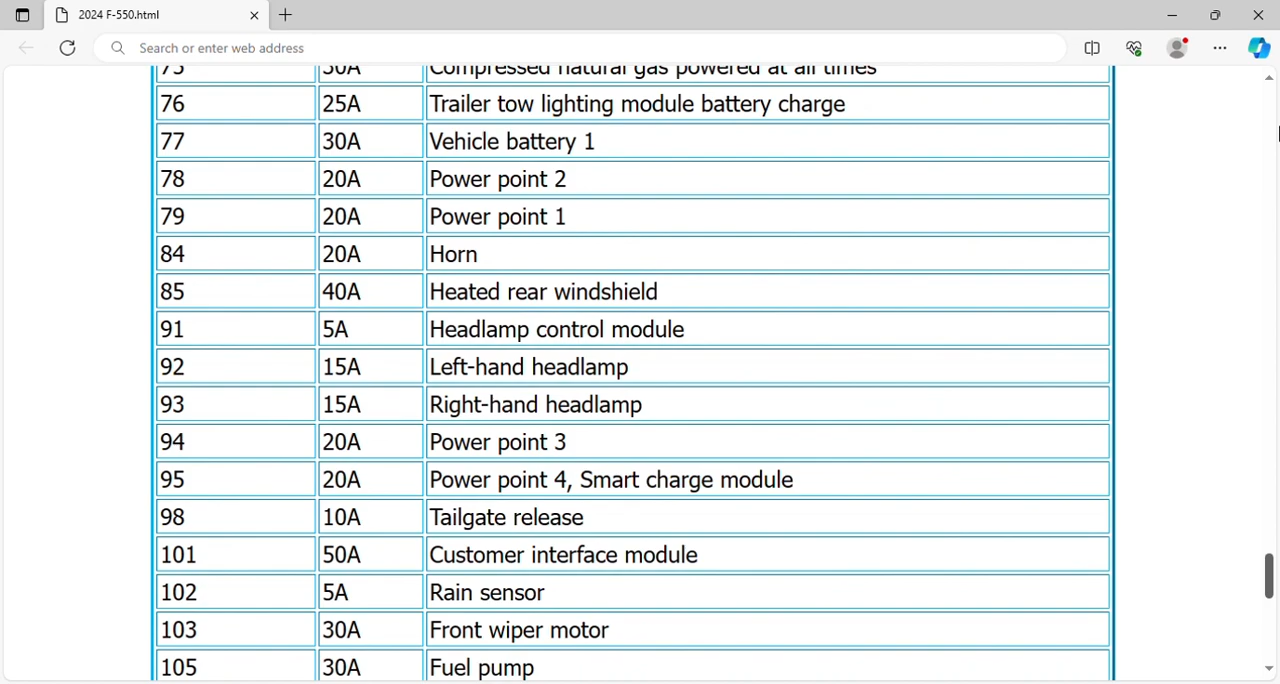 2024 F-550.html
Search or enter web address
75 30A Compressed natural gas powered at all times
76 25A Trailer tow lighting module battery charge
77 30A Vehicle battery 1
78 20A Power point 2
79 20A Power point 1
84 20A Horn
85 40A Heated rear windshield
91 5A Headlamp control module
92 15A Left-hand headlamp
93 15A Right-hand headlamp
94 20A Power point 3
95 20A Power point 4, Smart charge module
98 10A Tailgate release
101 50A Customer interface module
102 5A Rain sensor
103 30A Front wiper motor
105 30A Fuel pump